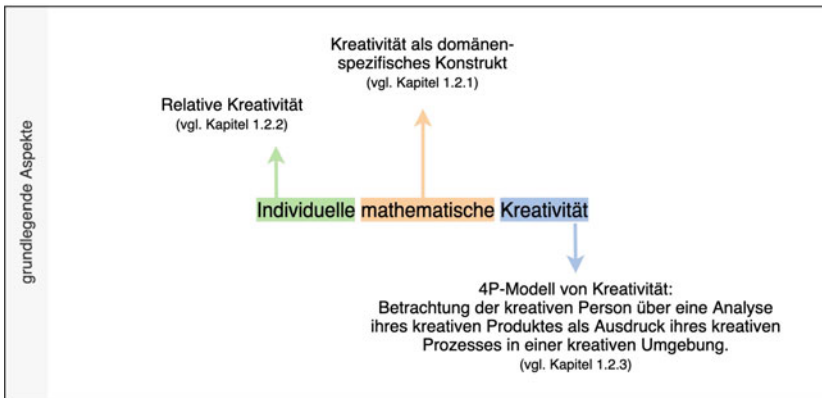 grundlegende Aspekte
Kreativität als domänen-
spezifisches Konstrukt
(vgl. Kapitel 1.2.1)
Relative Kreativität
(vgl. Kapitel 1.2.2)
Individuelle mathematische Kreativität
4P-Modell von Kreativität:
Betrachtung der kreativen Person über eine Analyse
ihres kreativen Produktes als Ausdruck ihres kreativen
Prozesses in einer kreativen Umgebung.
(vgl. Kapitel 1.2.3)